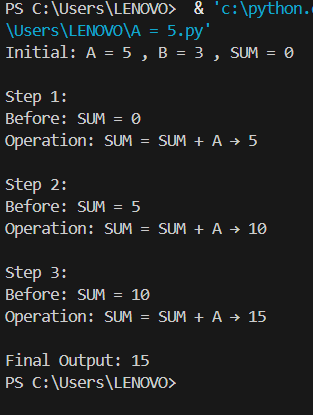 PS C:\Users\LENOVO>  & 'c:\python.
\Users\LENOVO\A = 5.py'
Initial: A = 5 , B = 3 , SUM = 0
Step 1:
Before: SUM = 0
Operation: SUM = SUM + A → 5
Step 2:
Before: SUM = 5
Operation: SUM = SUM + A → 10
Step 3:
Before: SUM = 10
Operation: SUM = SUM + A → 15
Final Output: 15
PS C:\Users\LENOVO>